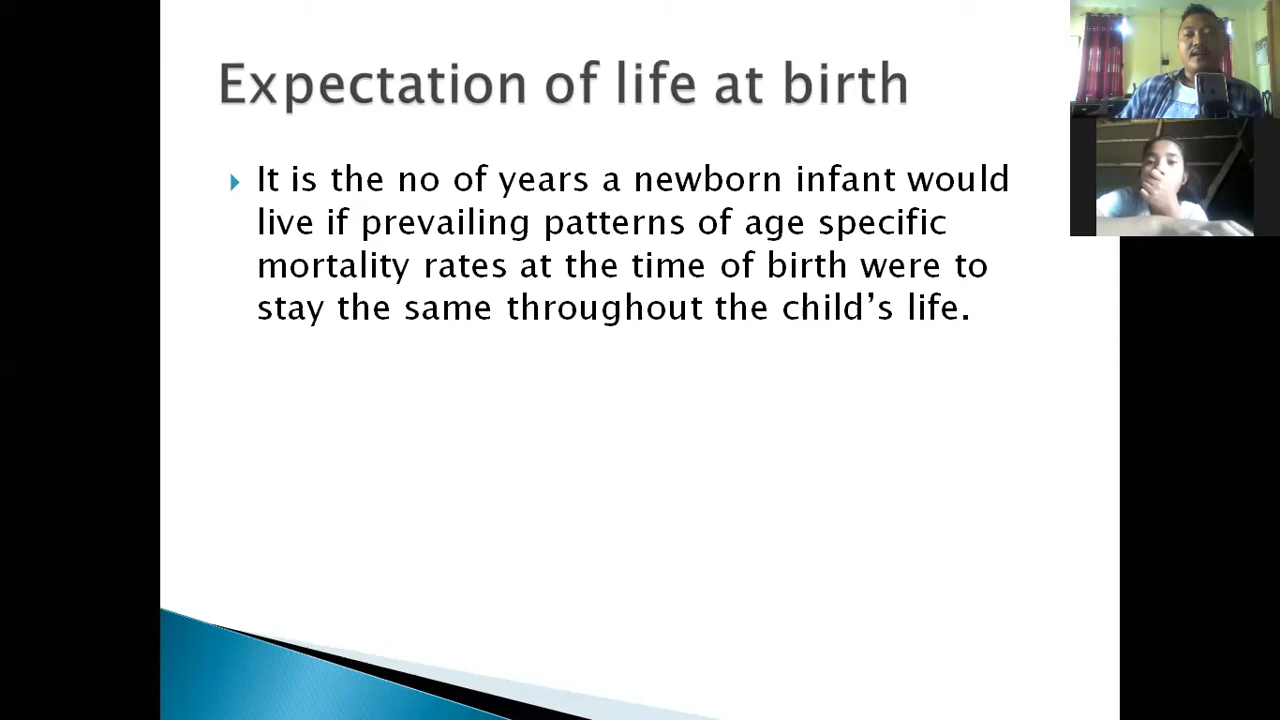 Expectation of life at birth
It is the no of years a newborn infant would
live if prevailing patterns of age specific
mortality rates at the time of birth were to
stay the same throughout the child’s life.